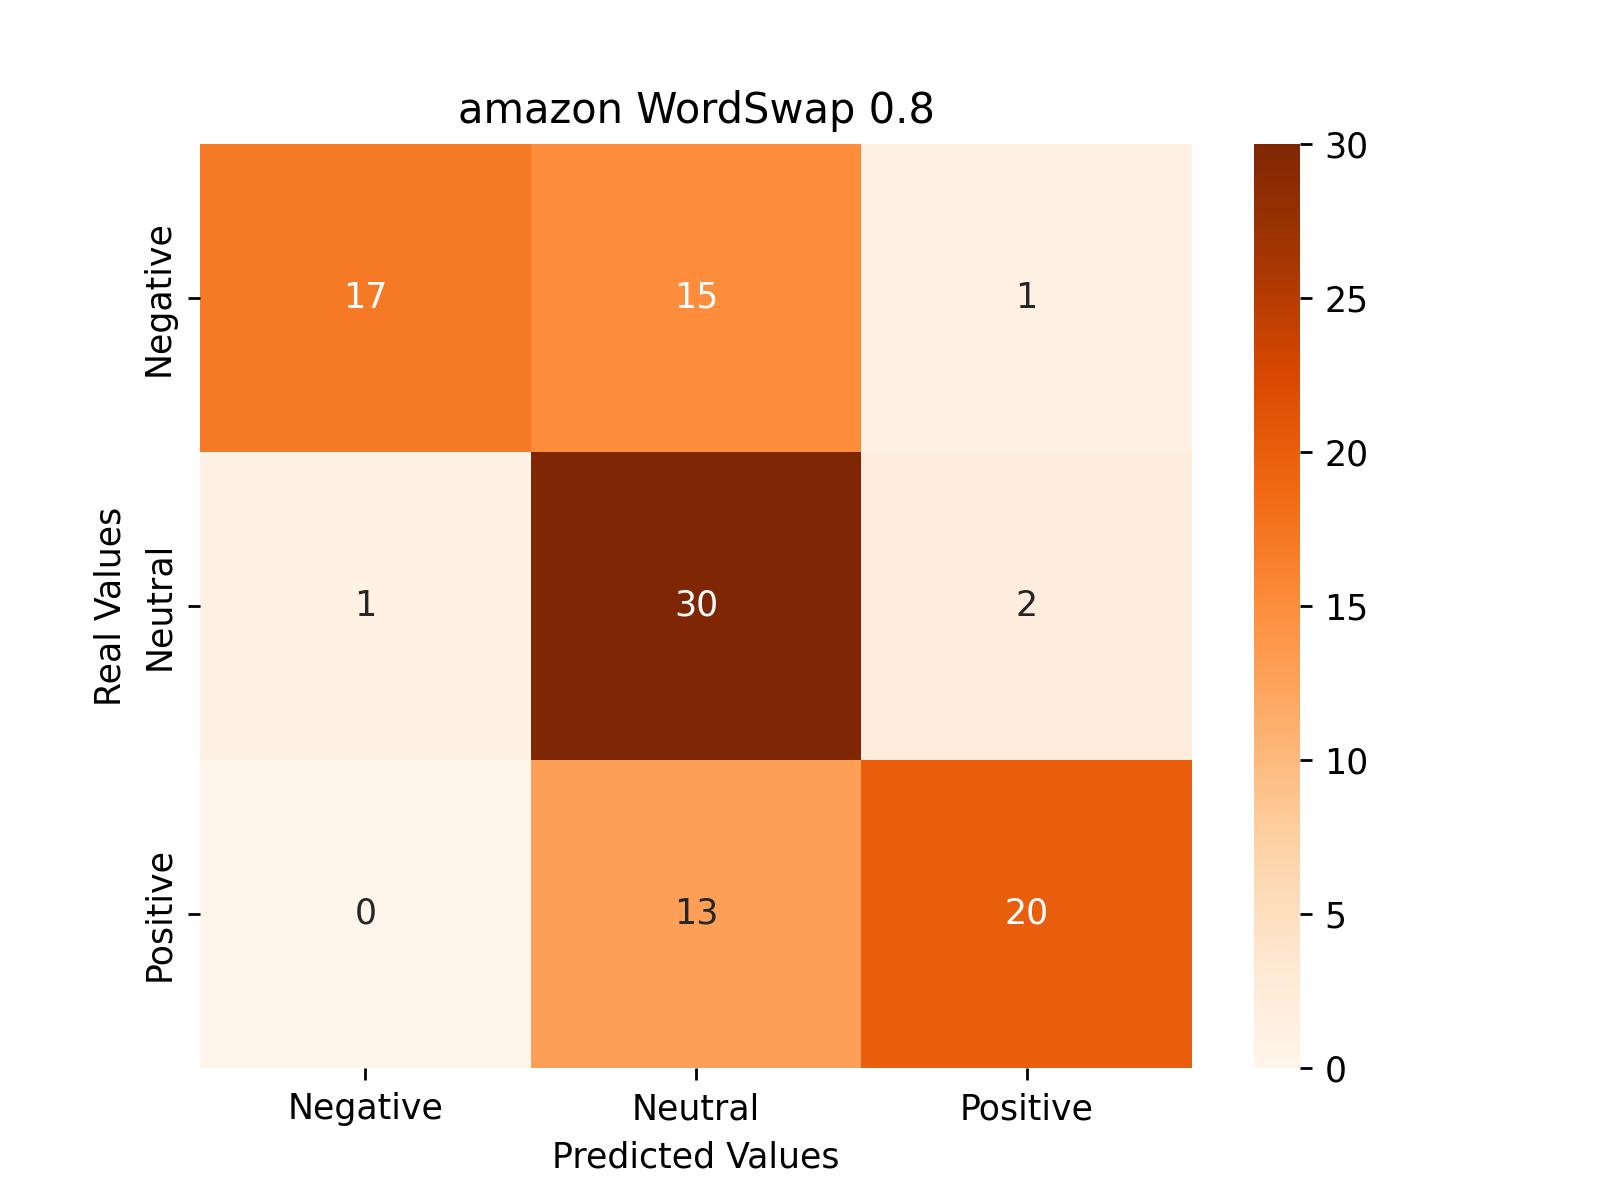 amazon WordSwap 0.8
Real Values
Negative
17 15 1
Neutral
1 30 2
Positive
0 13 20
Negative Neutral Positive
Predicted Values
30
25
20
15
10
5
0